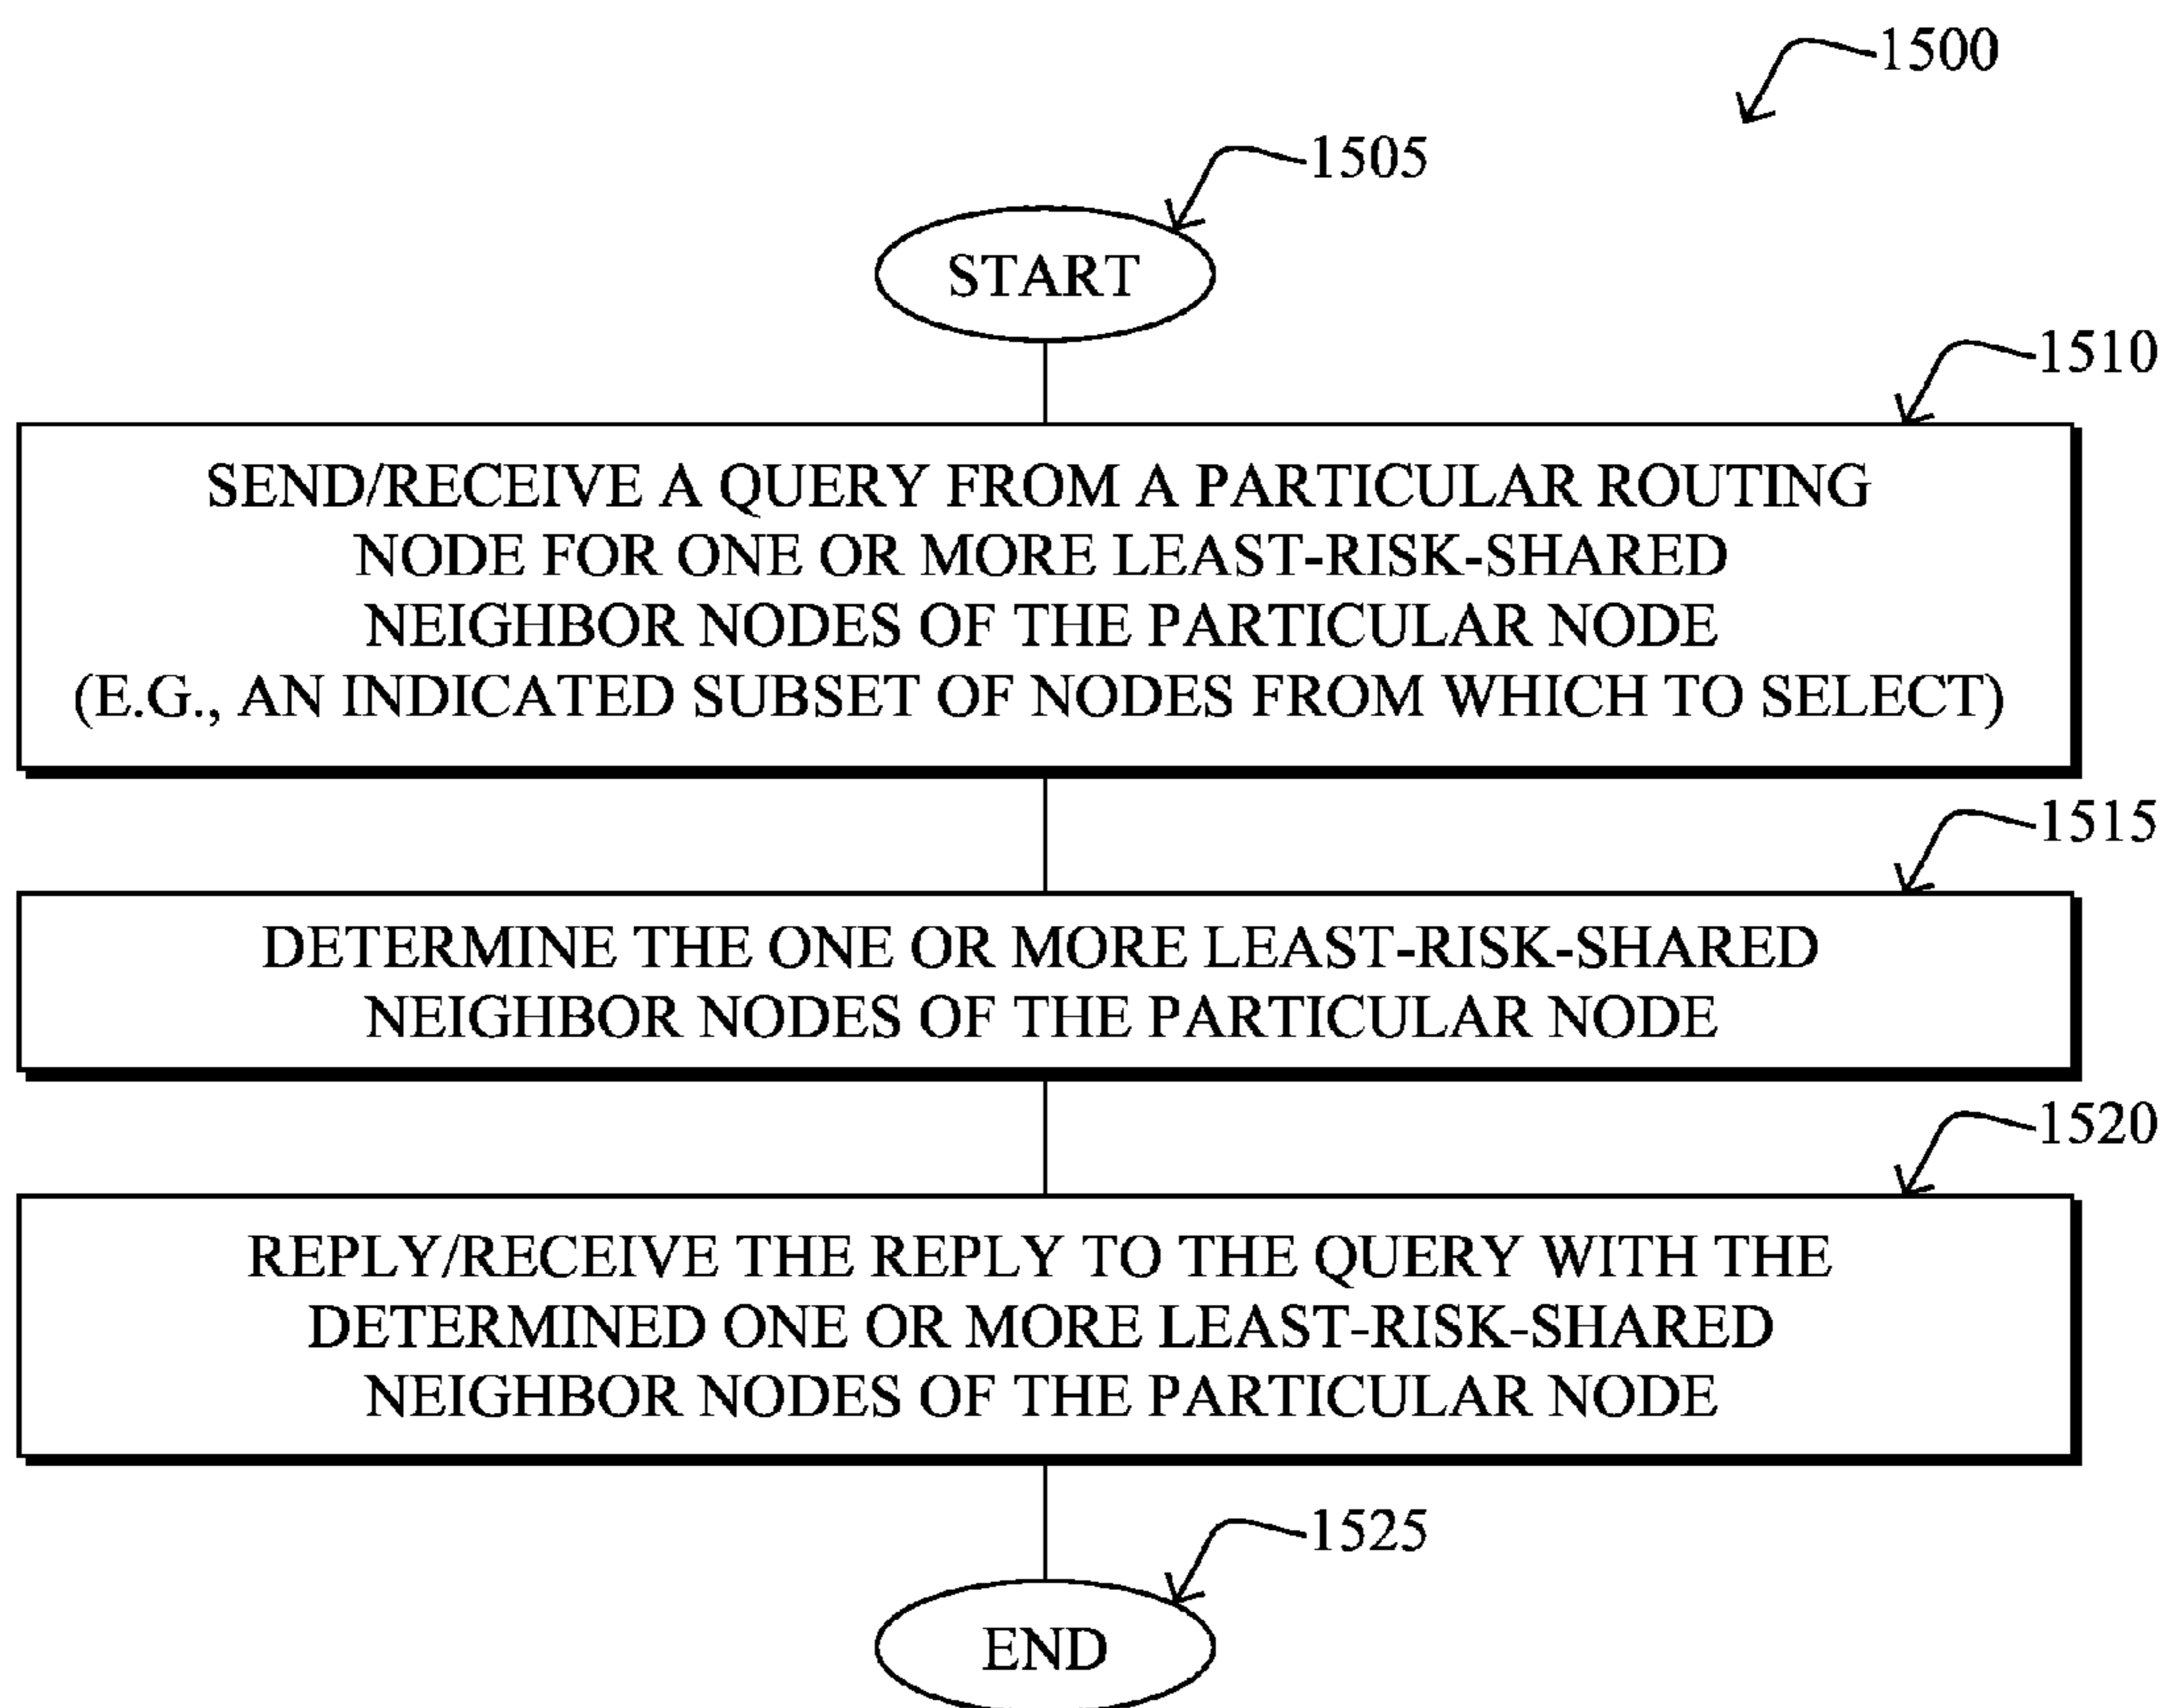 1500
1505
START
1510
SEND/RECEIVE A QUERY FROM A PARTICULAR ROUTING
NODE FOR ONE OR MORE LEAST-RISK-SHARED
NEIGHBOR NODES OF THE PARTICULAR NODE
(E.G., AN INDICATED SUBSET OF NODES FROM WHICH TO SELECT)
1515
DETERMINE THE ONE OR MORE LEAST-RISK-SHARED
NEIGHBOR NODES OF THE PARTICULAR NODE
1520
REPLY/RECEIVE THE REPLY TO THE QUERY WITH THE
DETERMINED ONE OR MORE LEAST-RISK-SHARED
NEIGHBOR NODES OF THE PARTICULAR NODE
1525
END